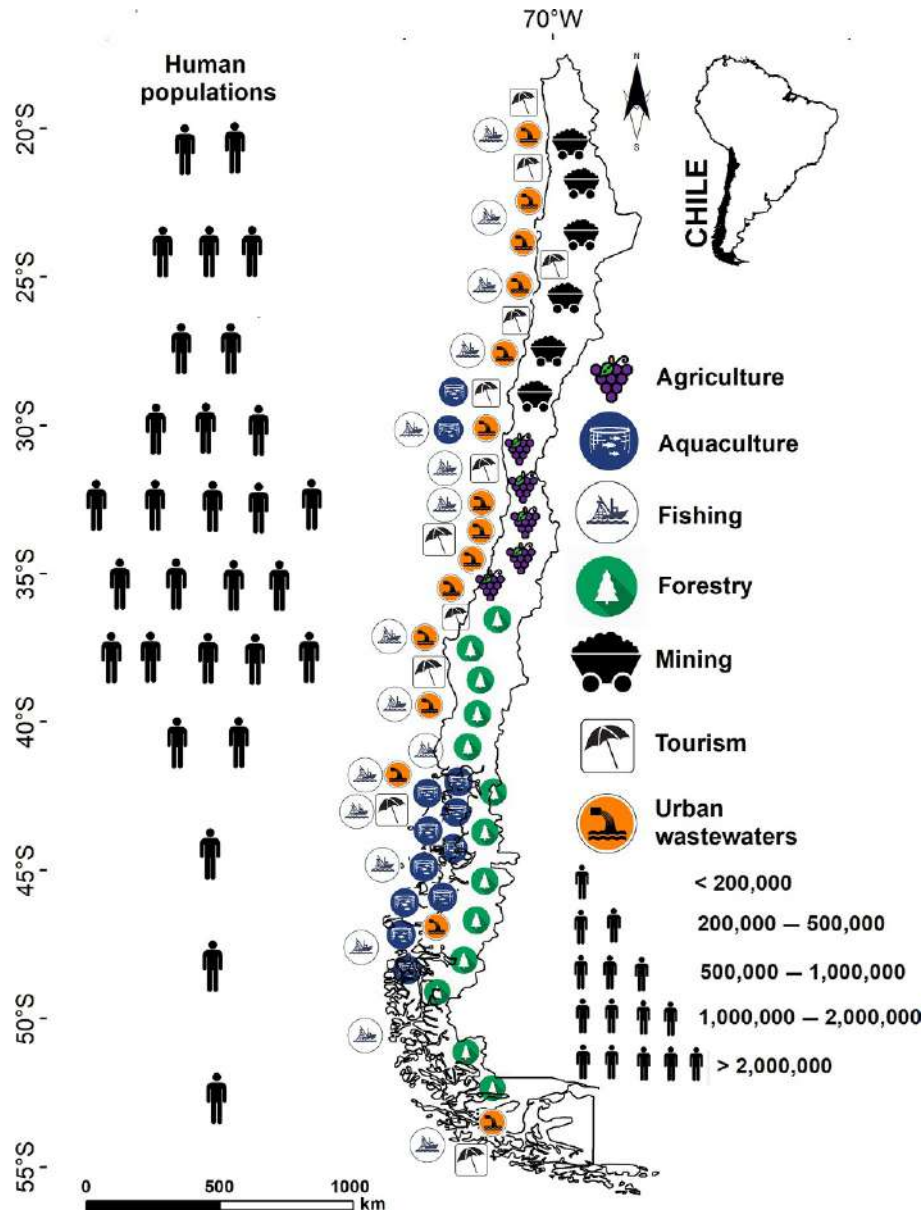 70°W
Human
populations
N
S
CHILE
20°S
25°S
30°S
35°S
40°S
45°S
50°S
55°S
Agriculture
Aquaculture
Fishing
Forestry
Mining
Tourism
Urban
wastewaters
< 200,000
200,000 — 500,000
500,000 — 1,000,000
1,000,000 — 2,000,000
> 2,000,000
0 500 1000
km